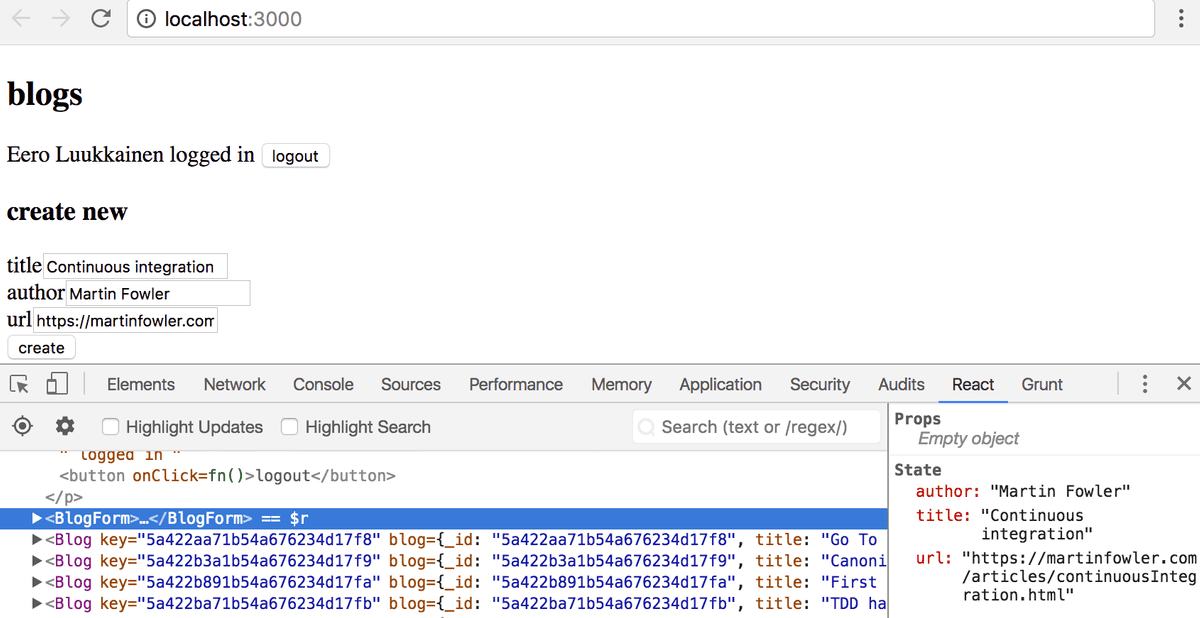 localhost:3000
blogs
Eero Luukkainen logged in logout
create new
title Continuous integration
author Martin Fowler
url https://martinfowler.com
create
Elements Network Console Sources Performance Memory Application Security Audits React Grunt
Highlight Updates Highlight Search Search (text or /regex/)
" logged in "
<button onClick=fn()>logout</button>
</p>
<BlogForm>…</BlogForm> == $r
<Blog key="5a422aa71b54a676234d17f8" blog={_id: "5a422aa71b54a676234d17f8", title: "Go To
<Blog key="5a422b3a1b54a676234d17f9" blog={_id: "5a422b3a1b54a676234d17f9", title: "Canoni
<Blog key="5a422b891b54a676234d17fa" blog={_id: "5a422b891b54a676234d17fa", title: "First
<Blog key="5a422ba71b54a676234d17fb" blog={_id: "5a422ba71b54a676234d17fb", title: "TDD ha
Props
Empty object
State
author: "Martin Fowler"
title: "Continuous
integration"
url: "https://martinfowler.com
/articles/continuousInteg
ration.html"